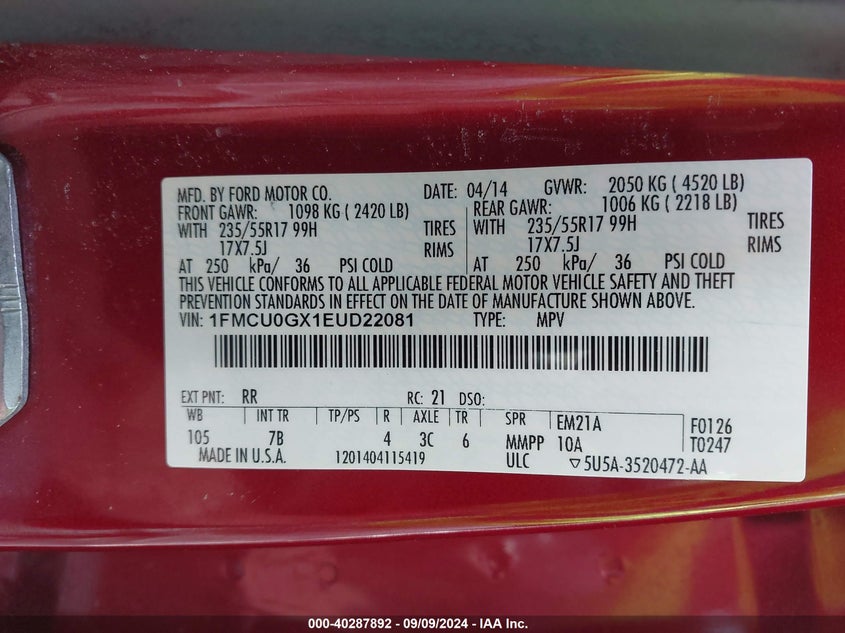 MFD. BY FORD MOTOR CO. DATE: 04/14 GVWR: 2050 KG ( 4520 LB)
FRONT GAWR: 1098 KG ( 2420 LB) REAR GAWR: 1006 KG ( 2218 LB)
WITH 235/55R17 99H TIRES WITH 235/55R17 99H TIRES
17X7.5J RIMS 17X7.5J RIMS
AT 250 kPa/ 36 PSI COLD AT 250 kPa/ 36 PSI COLD
THIS VEHICLE CONFORMS TO ALL APPLICABLE FEDERAL MOTOR VEHICLE SAFETY AND THEFT
PREVENTION STANDARDS IN EFFECT ON THE DATE OF MANUFACTURE SHOWN ABOVE.
VIN: 1FMCU0GX1EUD22081 TYPE: MPV
EXT PNT: RR RC: 21 DSO:
WB INT TR TP/PS R AXLE TR SPR EM21A F0126
105 7B 4 3C 6 MMPP 10A T0247
MADE IN U.S.A. 1201404115419 ULC ▽5U5A-3520472-AA
000-40287892 - 09/09/2024 - IAA Inc.